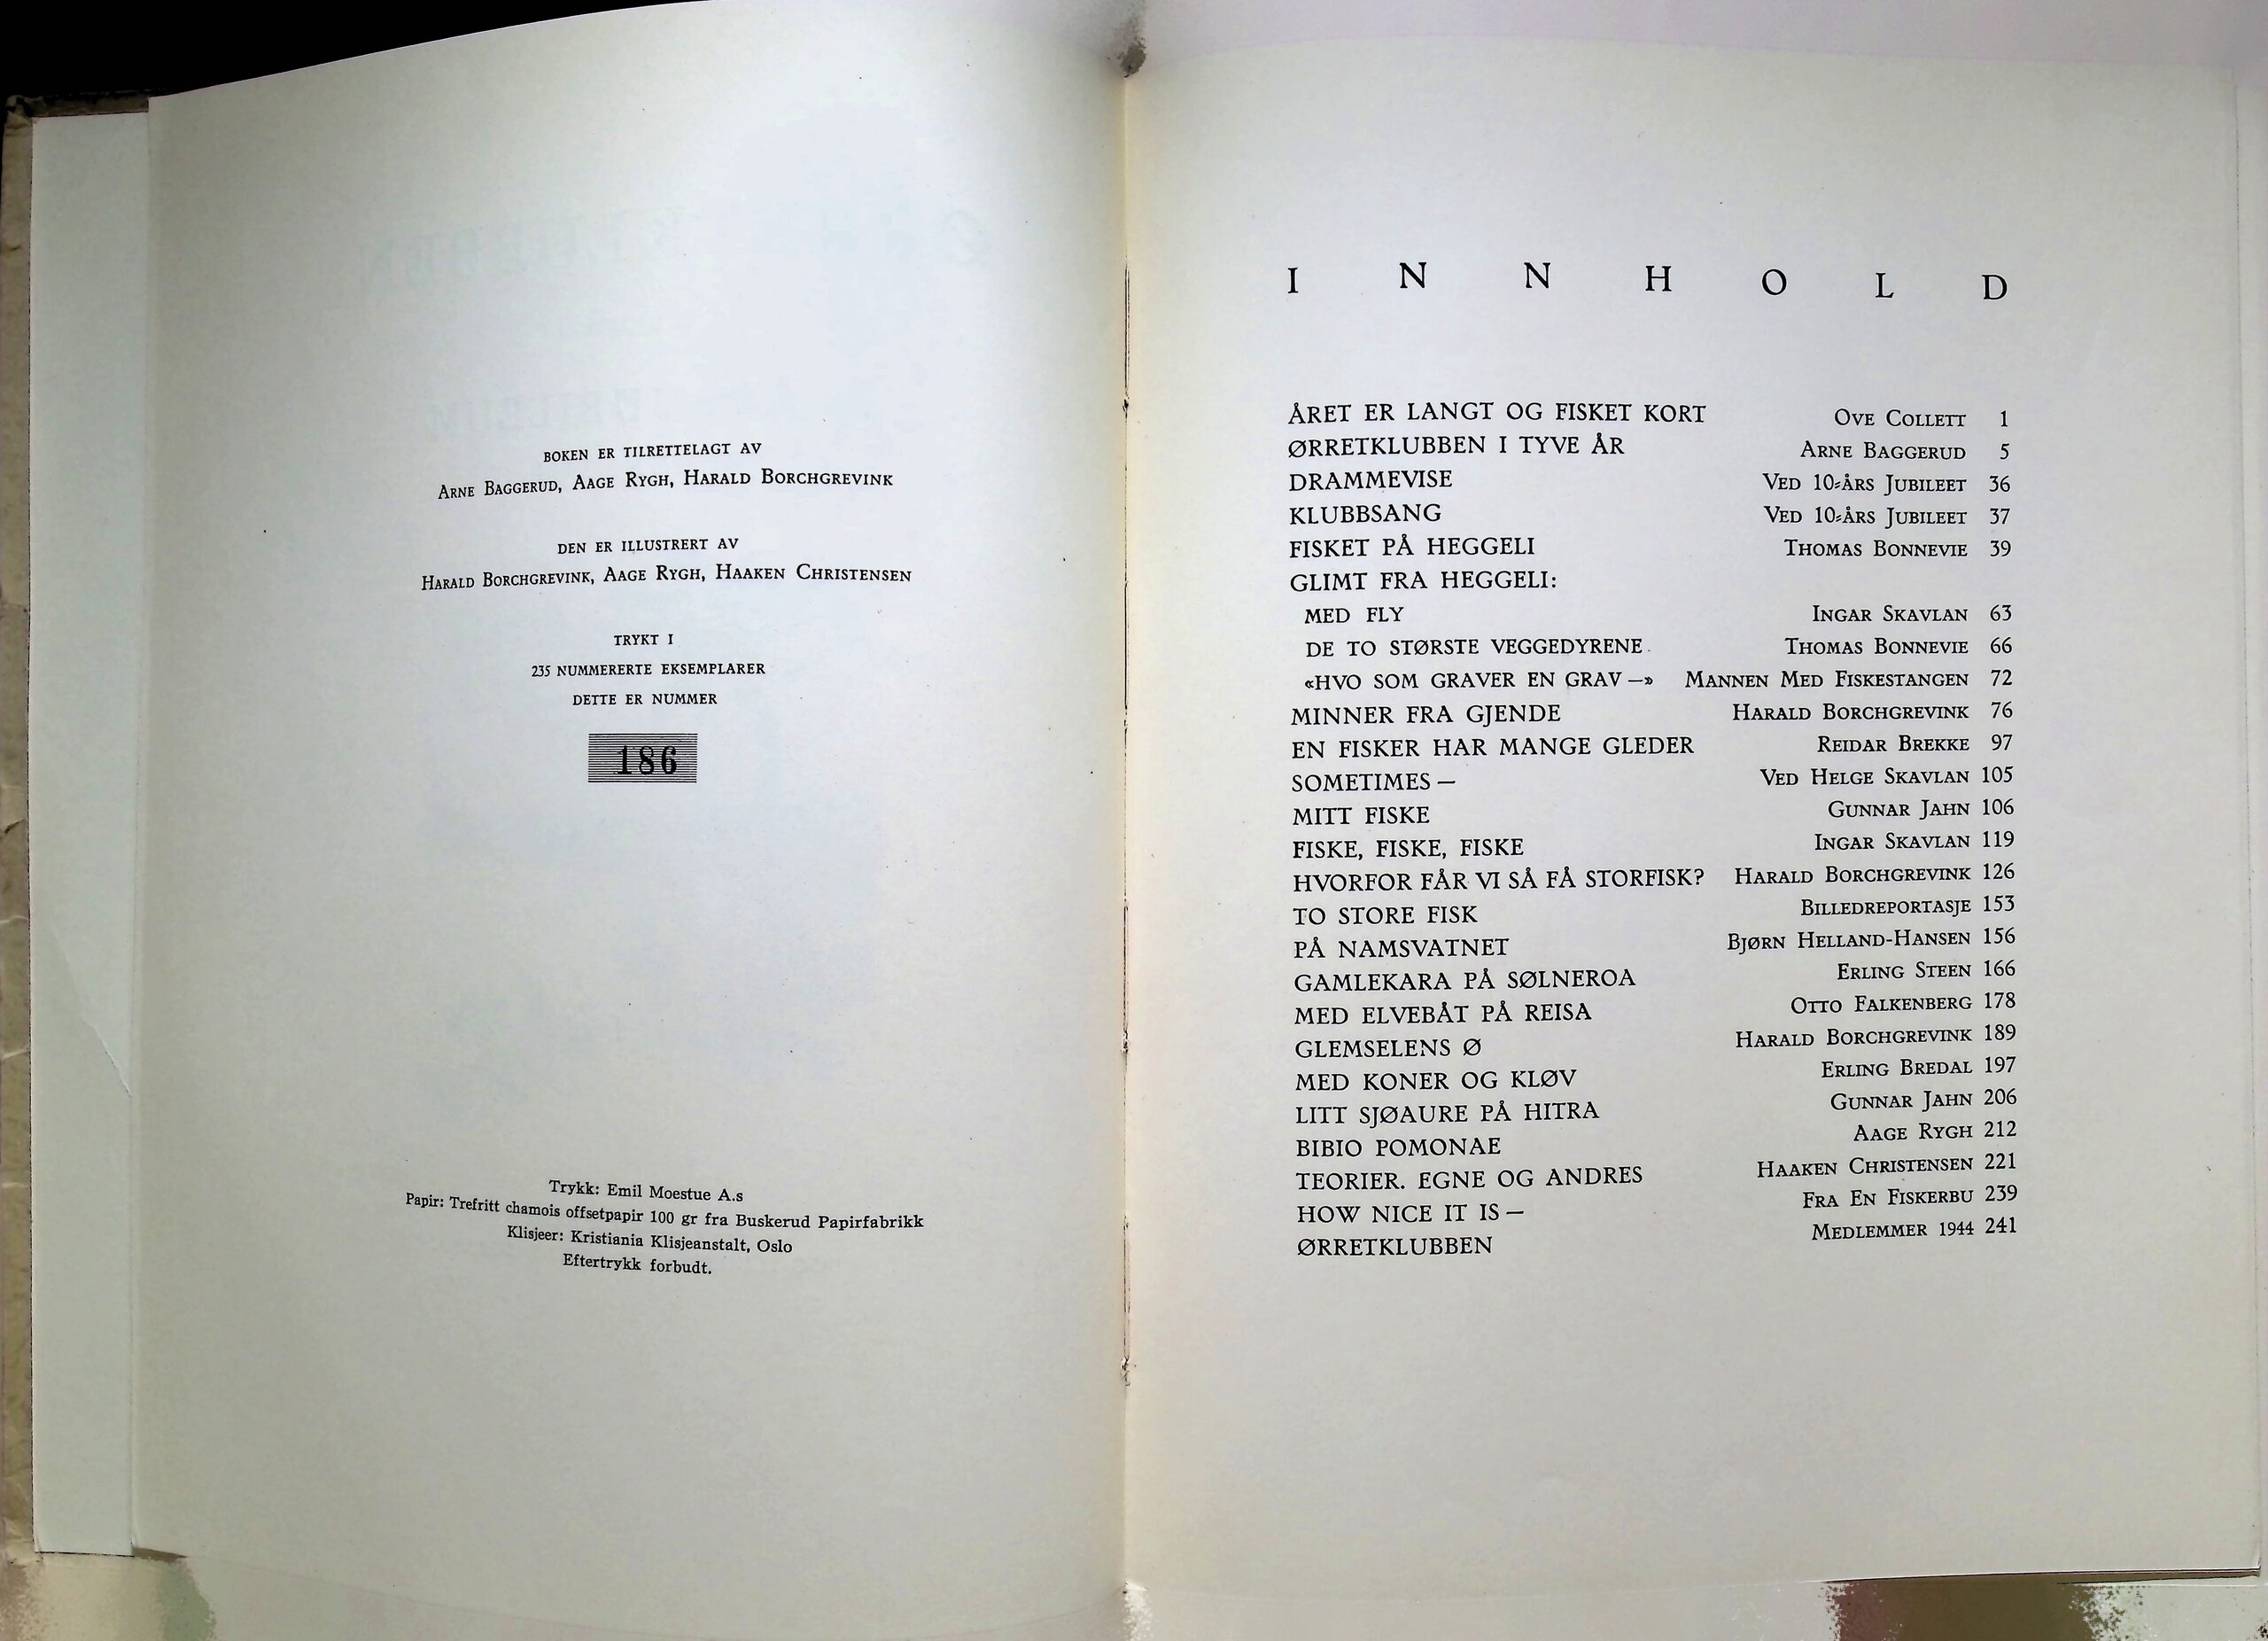 BOKEN ER TILRETTELAGT AV
ARNE BAGGERUD, AAGE RYGH, HARALD BORCHGREVINK
DEN ER ILLUSTRERT AV
HARALD BORCHGREVINK, AAGE RYGH, HAAKEN CHRISTENSEN
TRYKT I
235 NUMMERERTE EKSEMPLARER
DETTE ER NUMMER
186
Trykk: Emil Moestue A.s
Papir: Trefritt chamois offsetpapir 100 gr fra Buskerud Papirfabrikk
Klisjeer: Kristiania Klisjeanstalt, Oslo
Eftertrykk forbudt.
INNHOLD
ÅRET ER LANGT OG FISKET KORT OVE COLLETT 1
ØRRETKLUBBEN I TYVE ÅR ARNE BAGGERUD 5
DRAMMEVISE VED 10-ÅRS JUBILEET 36
KLUBBSANG VED 10-ÅRS JUBILEET 37
FISKET PÅ HEGGELI THOMAS BONNEVIE 39
GLIMT FRA HEGGELI:
MED FLY INGAR SKAVLAN 63
DE TO STØRSTE VEGGEDYRENE THOMAS BONNEVIE 66
«HVO SOM GRAVER EN GRAV —» MANNEN MED FISKESTANGEN 72
MINNER FRA GJENDE HARALD BORCHGREVINK 76
EN FISKER HAR MANGE GLEDER REIDAR BREKKE 97
SOMETIMES — VED HELGE SKAVLAN 105
MITT FISKE GUNNAR JAHN 106
FISKE, FISKE, FISKE INGAR SKAVLAN 119
HVORFOR FÅR VI SÅ FÅ STORFISK? HARALD BORCHGREVINK 126
TO STORE FISK BILLEDREPORTASJE 153
PÅ NAMSVATNET BJØRN HELLAND-HANSEN 156
GAMLEKARA PÅ SØLNEROA ERLING STEEN 166
MED ELVEBÅT PÅ REISA OTTO FALKENBERG 178
GLEMSELENS Ø HARALD BORCHGREVINK 189
MED KONER OG KLØV ERLING BREDAL 197
LITT SJØAURE PÅ HITRA GUNNAR JAHN 206
BIBIO POMONAE AAGE RYGH 212
TEORIER. EGNE OG ANDRES HAAKEN CHRISTENSEN 221
HOW NICE IT IS — FRA EN FISKERBU 239
ØRRETKLUBBEN MEDLEMMER 1944 241